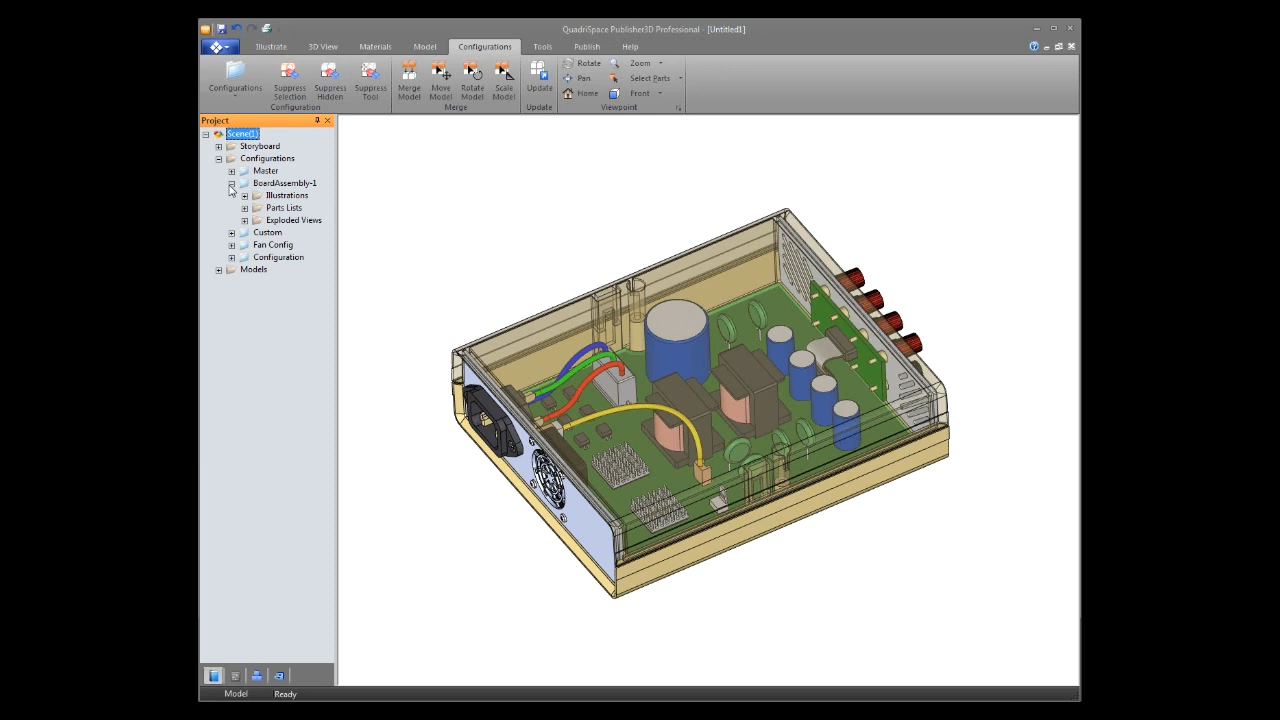 QuadriSpace Publisher3D Professional - [Untitled1]
Illustrate 3D View Materials Model Configurations Tools Publish Help
Configurations Suppress Selection Suppress Hidden Suppress Tool Merge Model Move Model Rotate Model Scale Model Update Rotate Zoom
Pan Select Parts
Home Front
Configuration Merge Update Viewpoint
Project
Scene(1)
Storyboard
Configurations
Master
BoardAssembly-1
Illustrations
Parts Lists
Exploded Views
Custom
Fan Config
Configuration
Models
Model Ready